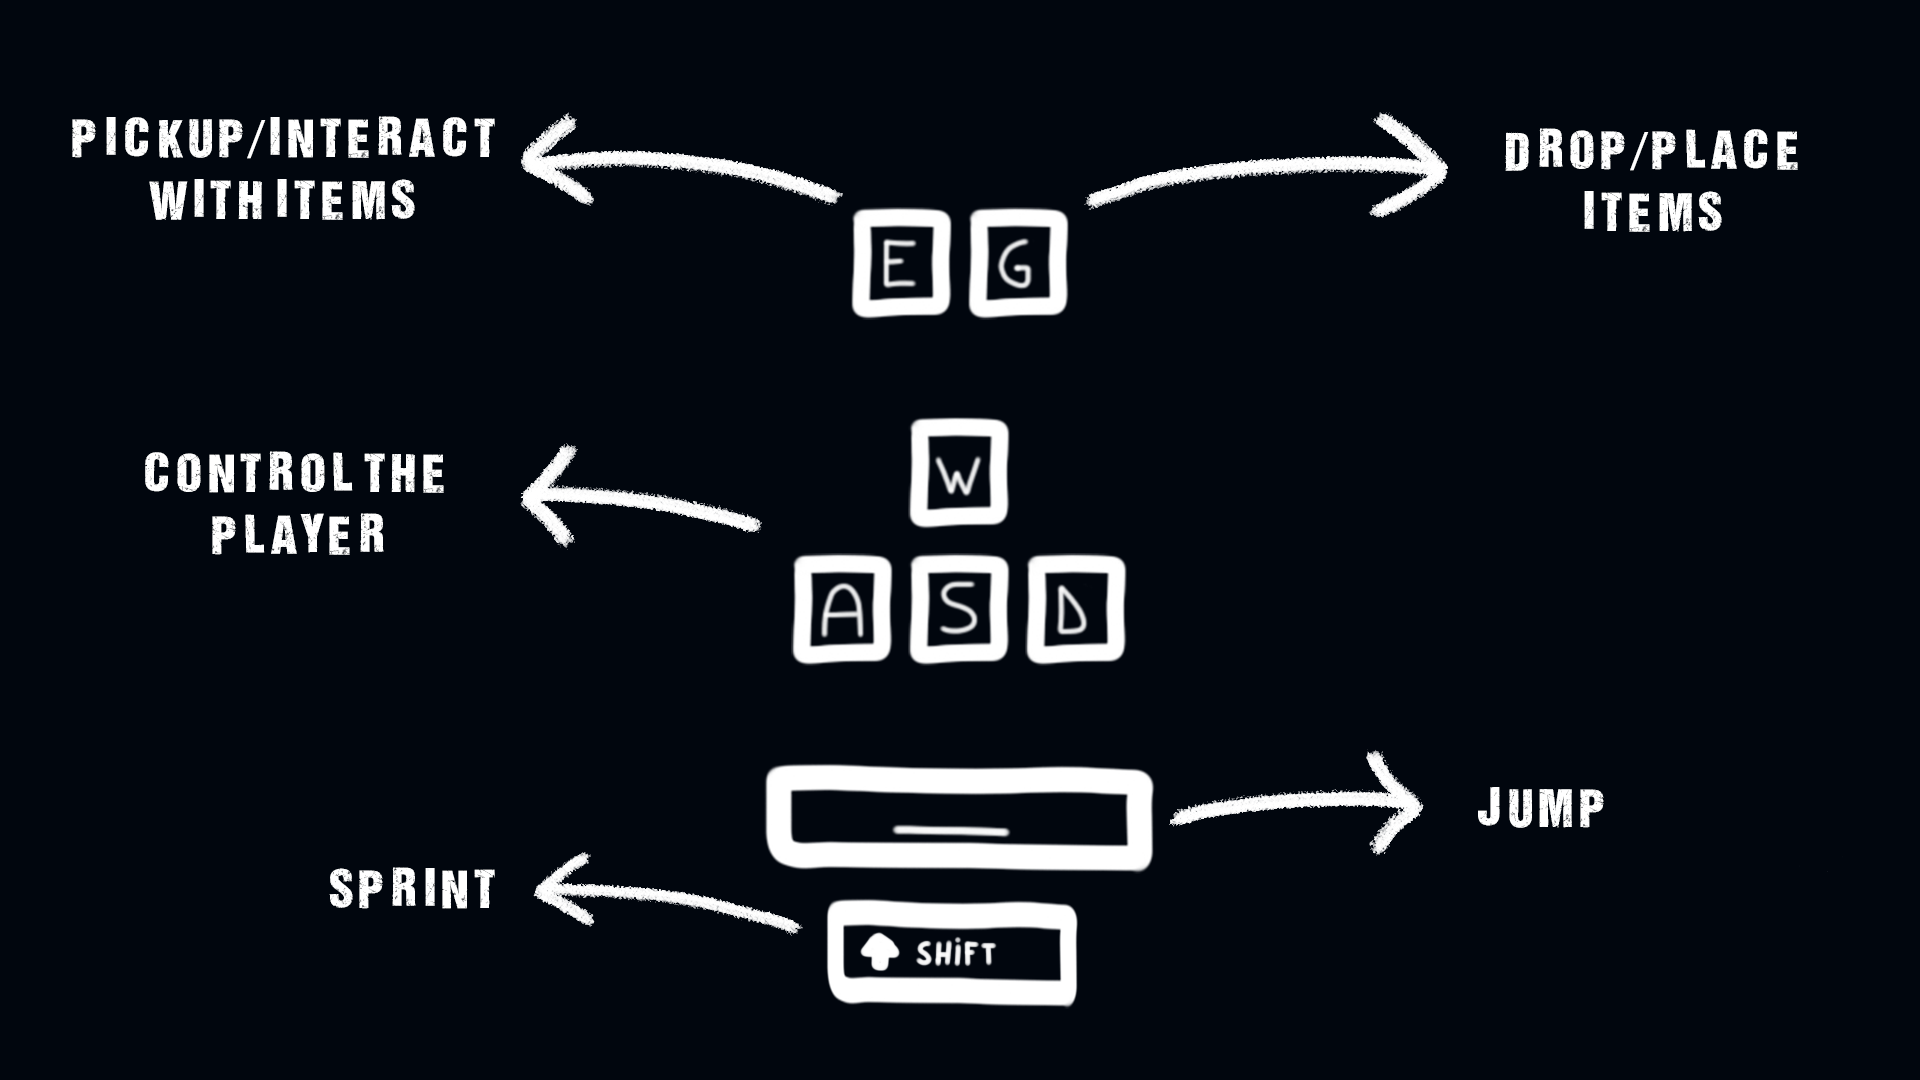 PICKUP/INTERACT
WITH ITEMS
DROP/PLACE
ITEMS
E
G
CONTROL THE
PLAYER
W
A
S
D
JUMP
SPRINT
SHiFT